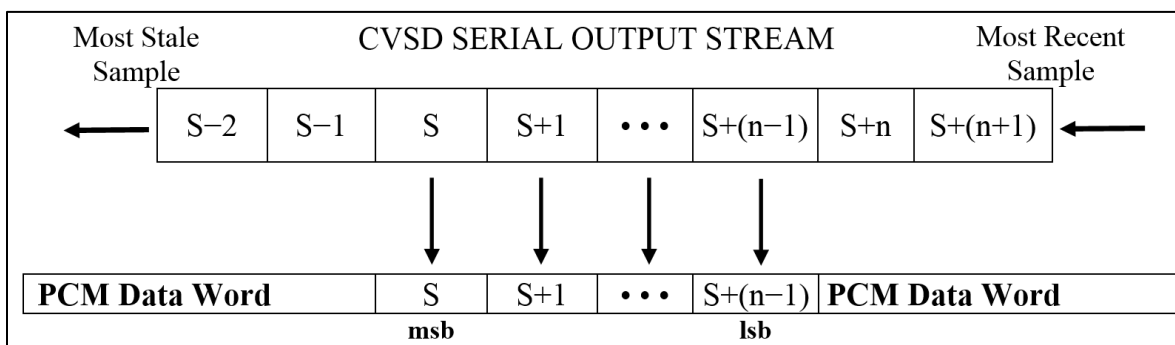 Most Stale Sample
CVSD SERIAL OUTPUT STREAM
Most Recent Sample
S−2 S−1 S S+1 • • • S+(n−1) S+n S+(n+1)
PCM Data Word S S+1 • • • S+(n−1) PCM Data Word
msb lsb